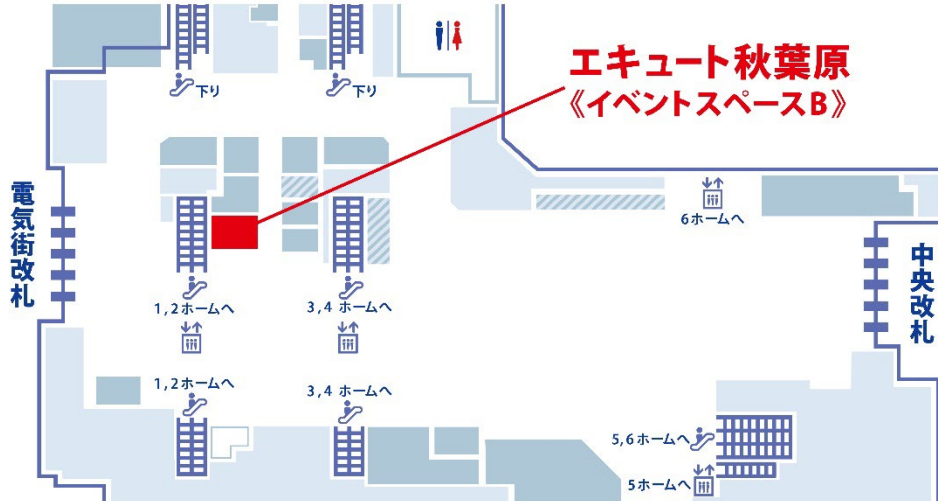 エキュート秋葉原
《イベントスペースB》
下り
下り
電気街改札
6ホームへ
中央改札
1,2ホームへ
3,4 ホームへ
1,2ホームへ
3,4 ホームへ
5,6ホームへ
5ホームへ